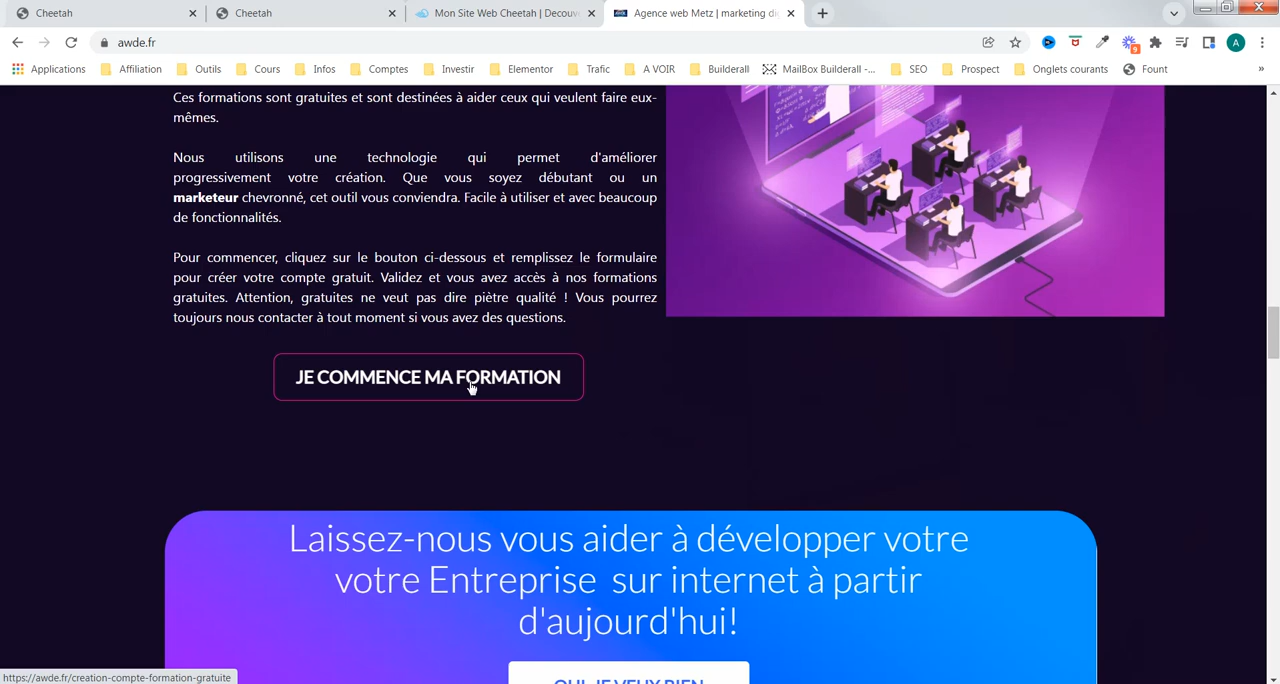 Cheetah
Cheetah
Mon Site Web Cheetah | Decouv
Agence web Metz | marketing di
awde.fr
9
A
Applications
Affiliation
Outils
Cours
Infos
Comptes
Investir
Elementor
Trafic
A VOIR
Builderall
MailBox Builderall -...
SEO
Prospect
Onglets courants
Fount
»
Ces formations sont gratuites et sont destinées à aider ceux qui veulent faire eux-
mêmes.
Nous utilisons une technologie qui permet d'améliorer
progressivement votre création. Que vous soyez débutant ou un
marketeur chevronné, cet outil vous conviendra. Facile à utiliser et avec beaucoup
de fonctionnalités.
Pour commencer, cliquez sur le bouton ci-dessous et remplissez le formulaire
pour créer votre compte gratuit. Validez et vous avez accès à nos formations
gratuites. Attention, gratuites ne veut pas dire piètre qualité ! Vous pourrez
toujours nous contacter à tout moment si vous avez des questions.
JE COMMENCE MA FORMATION
Laissez-nous vous aider à développer votre
votre Entreprise sur internet à partir
d'aujourd'hui!
OUI, JE VEUX BIEN
https://awde.fr/creation-compte-formation-gratuite